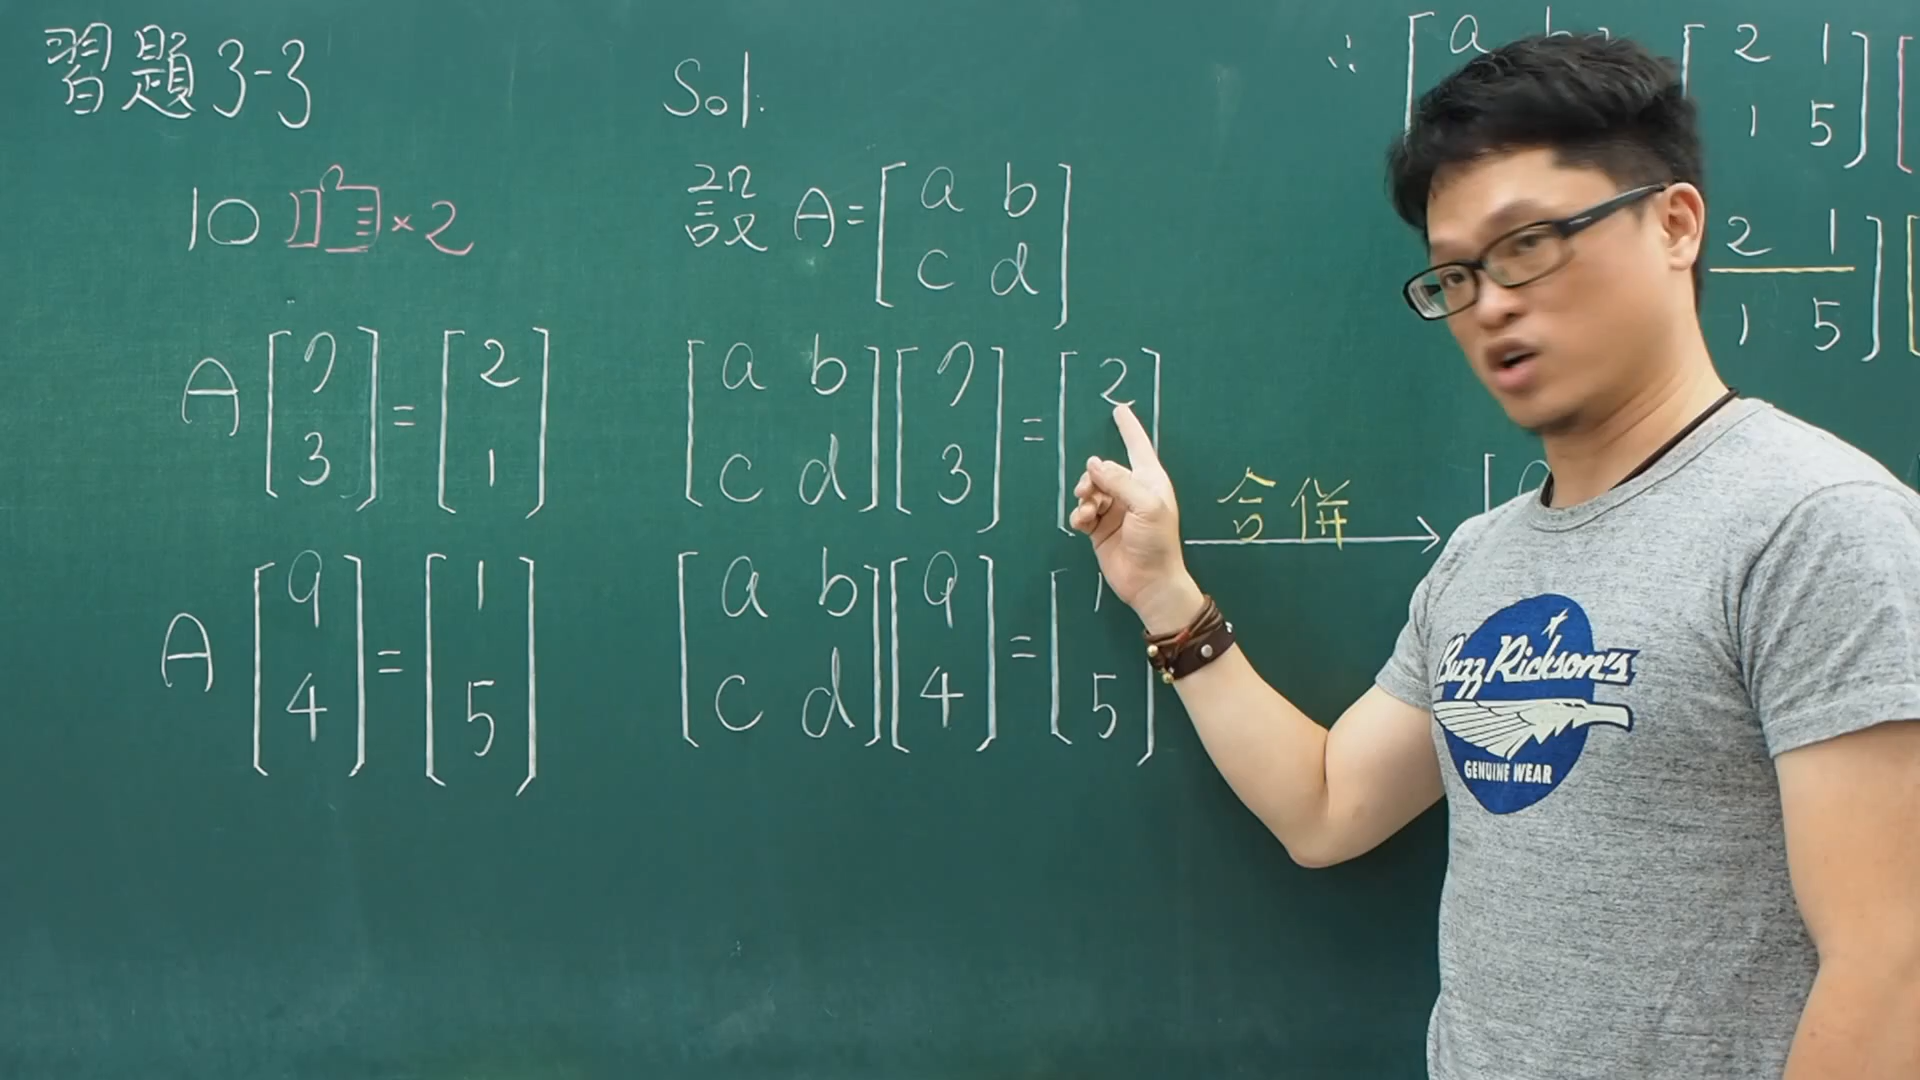 習題 3-3
10 ×2
A [7 3] = [2 1]
A [9 4] = [1 5]
Sol:
設 A = [a b
c d]
[a b
c d] [7 3] = [2
[a b
c d] [9 4] = [1 5]
合併 →
∴ [a b
2 1
1 5]
2 1
1 5]
Buzz Rickson's
GENUINE WEAR